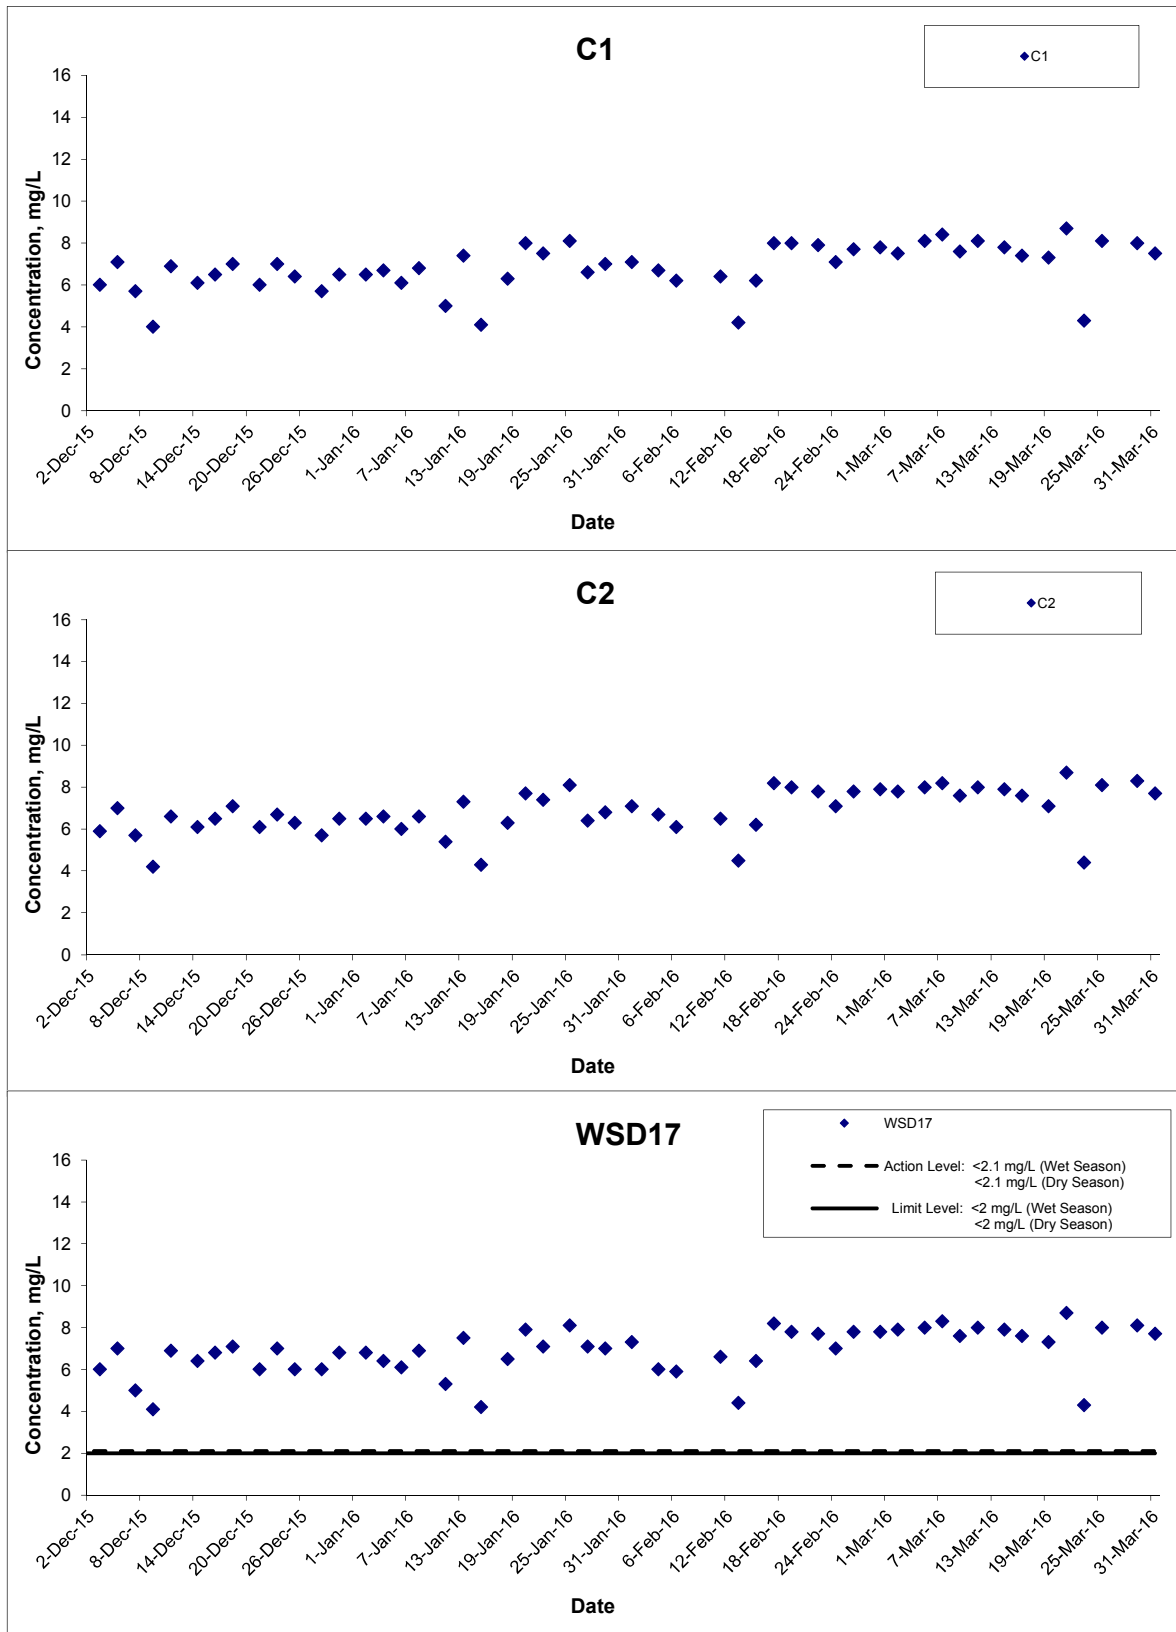 C1
C1
Concentration, mg/L
16
14
12
10
8
6
4
2
0
2-Dec-15
8-Dec-15
14-Dec-15
20-Dec-15
26-Dec-15
1-Jan-16
7-Jan-16
13-Jan-16
19-Jan-16
25-Jan-16
31-Jan-16
6-Feb-16
12-Feb-16
18-Feb-16
24-Feb-16
1-Mar-16
7-Mar-16
13-Mar-16
19-Mar-16
25-Mar-16
31-Mar-16
Date
C2
C2
Concentration, mg/L
16
14
12
10
8
6
4
2
0
2-Dec-15
8-Dec-15
14-Dec-15
20-Dec-15
26-Dec-15
1-Jan-16
7-Jan-16
13-Jan-16
19-Jan-16
25-Jan-16
31-Jan-16
6-Feb-16
12-Feb-16
18-Feb-16
24-Feb-16
1-Mar-16
7-Mar-16
13-Mar-16
19-Mar-16
25-Mar-16
31-Mar-16
Date
WSD17
WSD17
Action Level: <2.1 mg/L (Wet Season)
<2.1 mg/L (Dry Season)
Limit Level: <2 mg/L (Wet Season)
<2 mg/L (Dry Season)
Concentration, mg/L
16
14
12
10
8
6
4
2
0
2-Dec-15
8-Dec-15
14-Dec-15
20-Dec-15
26-Dec-15
1-Jan-16
7-Jan-16
13-Jan-16
19-Jan-16
25-Jan-16
31-Jan-16
6-Feb-16
12-Feb-16
18-Feb-16
24-Feb-16
1-Mar-16
7-Mar-16
13-Mar-16
19-Mar-16
25-Mar-16
31-Mar-16
Date